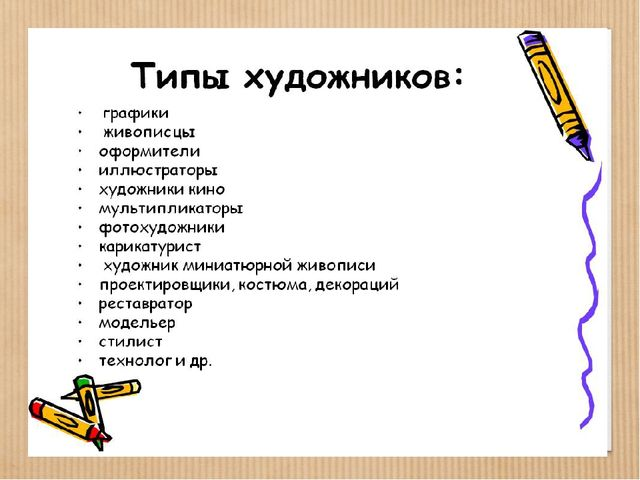 Типы художников:
• графики
• живописцы
• оформители
• иллюстраторы
• художники кино
• мультипликаторы
• фотохудожники
• карикатурист
• художник миниатюрной живописи
• проектировщики, костюма, декораций
• реставратор
• модельер
• стилист
• технолог и др.